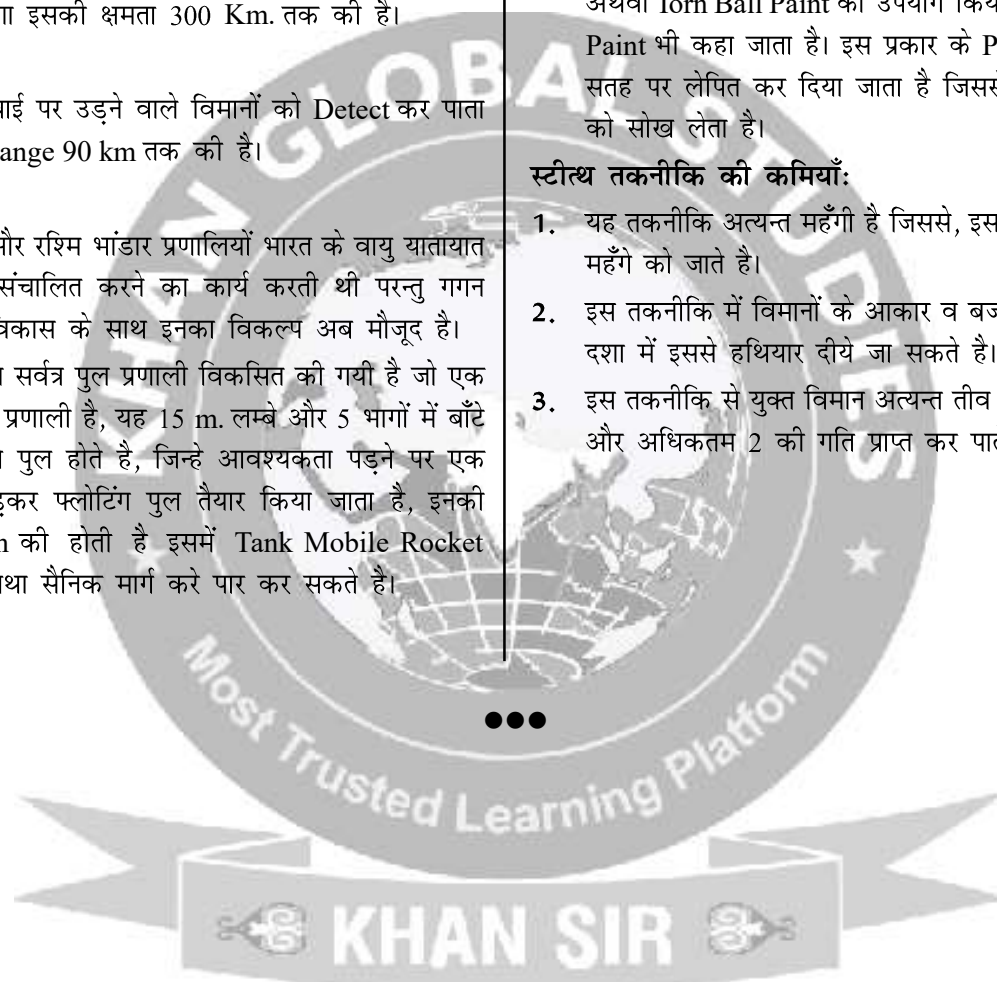 इसकी क्षमता 300 Km. तक की है।
पर उड़ने वाले विमानों को Detect कर पाता
ange 90 km तक की है।
और रश्मि भांडार प्रणालियों भारत के वायु यातायात
संचालित करने का कार्य करती थी परन्तु गगन
के साथ इनका विकल्प अब मौजूद है।
सर्वत्र पुल प्रणाली विकसित की गयी है जो एक
प्रणाली है, यह 15 m. लम्बे और 5 भागों में बाँटे
पुल होते है, जिन्हे आवश्यकता पड़ने पर एक
फ्लोटिंग पुल तैयार किया जाता है, इनकी
की होती है इसमें Tank Mobile Rocket
सैनिक मार्ग करे पार कर सकते है।
अथवा Torn Ball Paint का उपयोग
Paint भी कहा जाता है। इस प्रकार के P
सतह पर लेपित कर दिया जाता है
को सोख लेता है।
स्टीत्थ तकनीकि की कमियाँ:
1. यह तकनीकि अत्यन्त महँगी है जिससे, इस
महँगे को जाते है।
2. इस तकनीकि में विमानों के आकार व
दशा में इससे हथियार दीये जा सकते है।
3. इस तकनीकि से युक्त विमान अत्यन्त तीव
और अधिकतम 2 की गति प्राप्त कर
●●●
KHAN GLOBAL STUDIES
Most Trusted Learning Platform
KHAN SIR